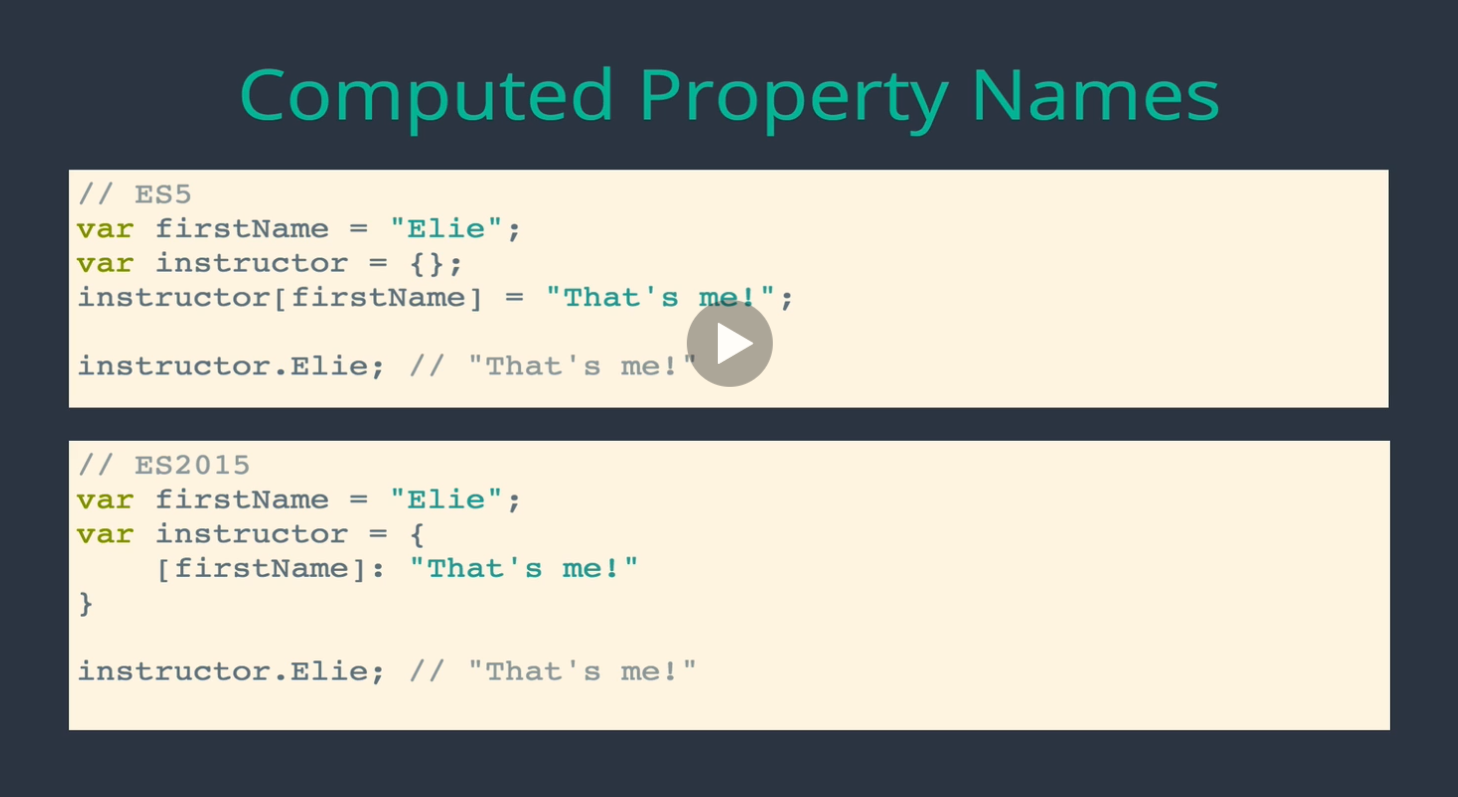 Computed Property Names
// ES5
var firstName = "Elie";
var instructor = {};
instructor[firstName] = "That's me!";
instructor.Elie; // "That's me!"
// ES2015
var firstName = "Elie";
var instructor = {
    [firstName]: "That's me!"
}
instructor.Elie; // "That's me!"